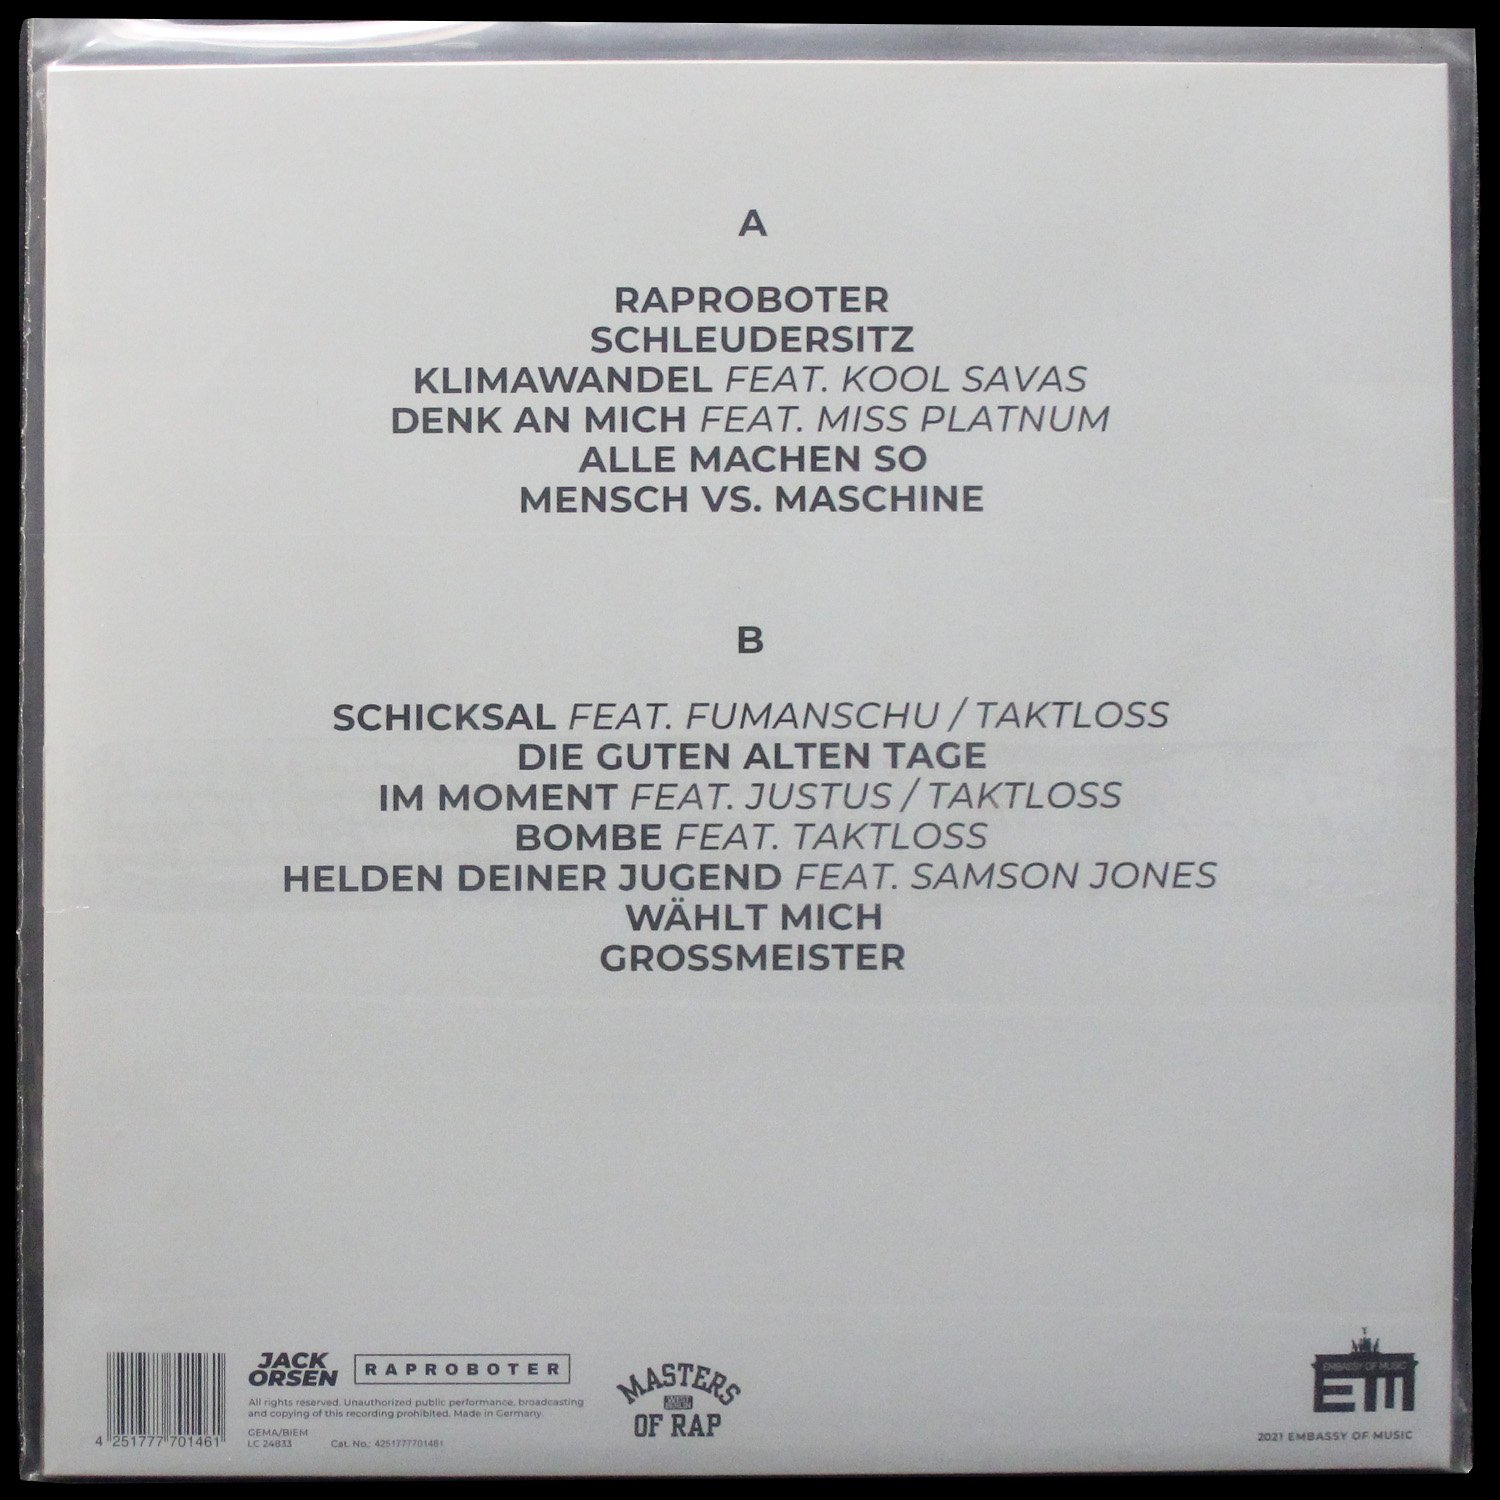 A
RAPROBOTER
SCHLEUDERSITZ
KLIMAWANDEL FEAT. KOOL SAVAS
DENK AN MICH FEAT. MISS PLATNUM
ALLE MACHEN SO
MENSCH VS. MASCHINE
B
SCHICKSAL FEAT. FUMANSCHU / TAKTLOSS
DIE GUTEN ALTEN TAGE
IM MOMENT FEAT. JUSTUS / TAKTLOSS
BOMBE FEAT. TAKTLOSS
HELDEN DEINER JUGEND FEAT. SAMSON JONES
WÄHLT MICH
GROSSMEISTER
4 251777 701461
JACK
ORSEN
RAPROBOTER
All rights reserved. Unauthorized public performance, broadcasting
and copying of this recording prohibited. Made in Germany.
GEMA/BIEM
LC 24833 Cat. No.: 4251777701461
MASTERS
OF RAP
EMBASSY OF MUSIC
EM
2021 EMBASSY OF MUSIC